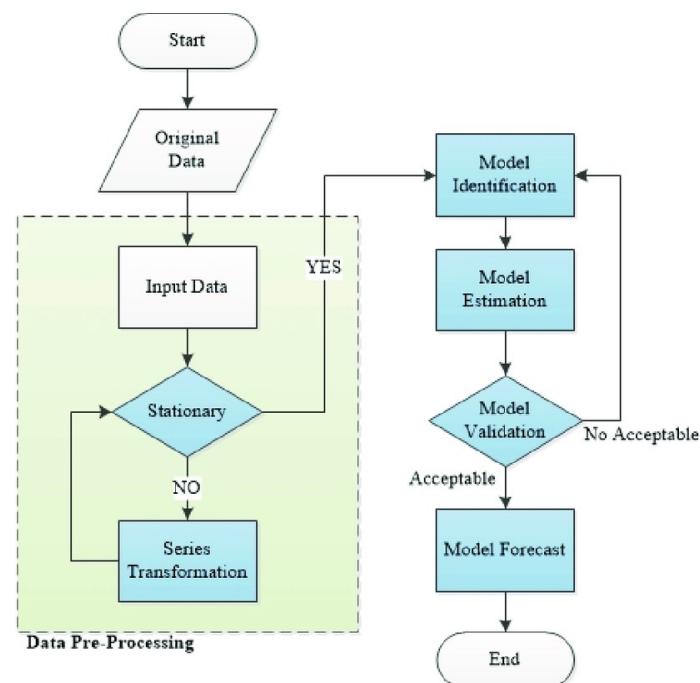 Start
Original
Data
Input Data
Stationary
YES
NO
Series
Transformation
Data Pre-Processing
Model
Identification
Model
Estimation
Model
Validation
No Acceptable
Acceptable
Model Forecast
End